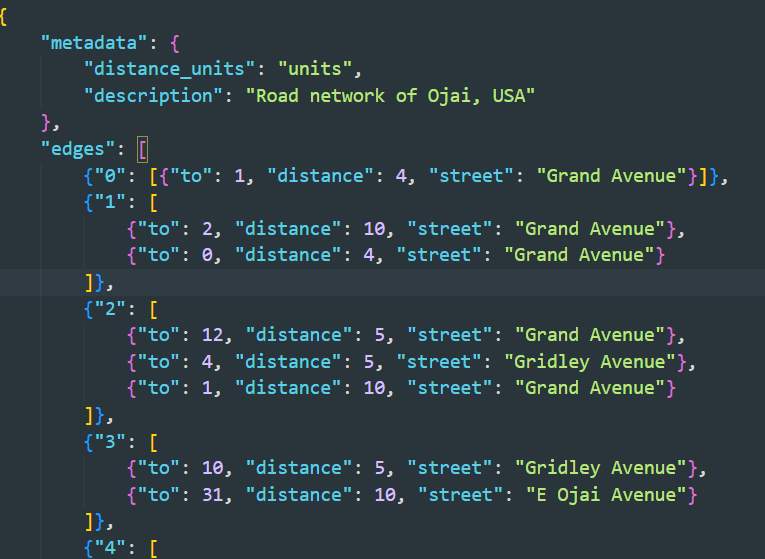 {
"metadata": {
"distance_units": "units",
"description": "Road network of Ojai, USA"
},
"edges": [
{"0": [{"to": 1, "distance": 4, "street": "Grand Avenue"}]},
{"1": [
{"to": 2, "distance": 10, "street": "Grand Avenue"},
{"to": 0, "distance": 4, "street": "Grand Avenue"}
]},
{"2": [
{"to": 12, "distance": 5, "street": "Grand Avenue"},
{"to": 4, "distance": 5, "street": "Gridley Avenue"},
{"to": 1, "distance": 10, "street": "Grand Avenue"}
]},
{"3": [
{"to": 10, "distance": 5, "street": "Gridley Avenue"},
{"to": 31, "distance": 10, "street": "E Ojai Avenue"}
]},
{"4": [